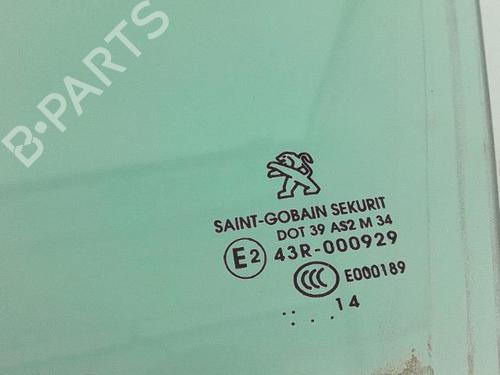 B-PARTS
SAINT-GOBAIN SEKURIT
DOT 39 AS2 M 34
E2 43R-000929
CCC E000189
.. ... 14